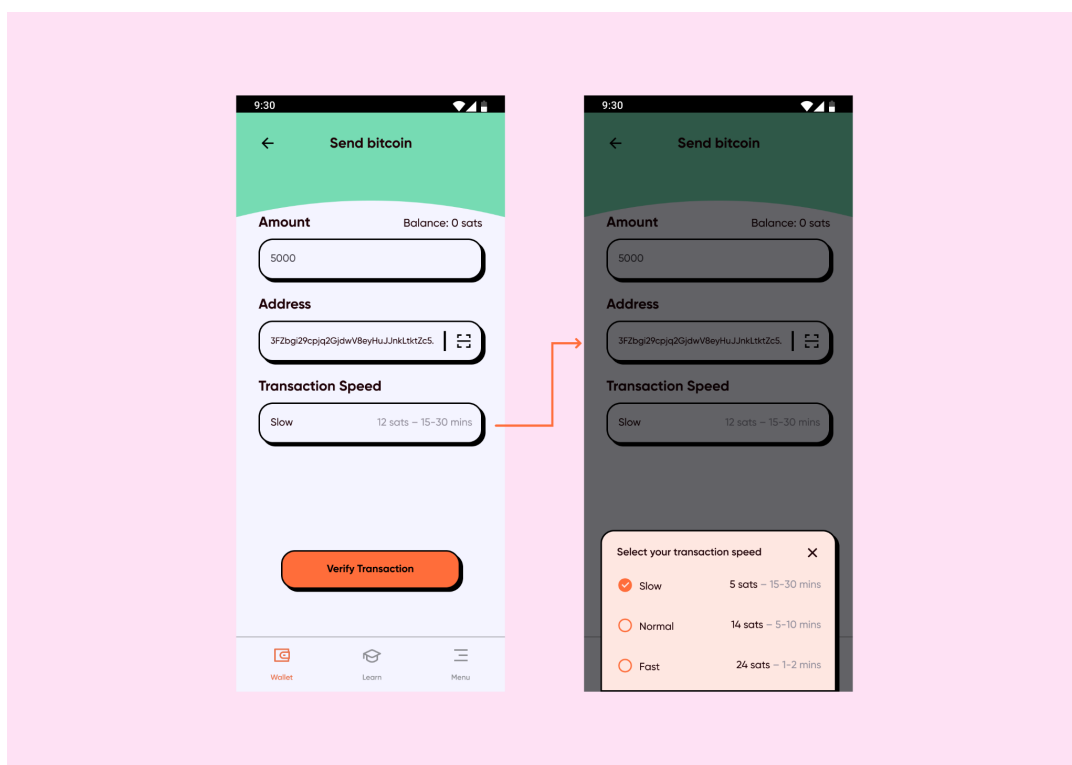 9:30
Send bitcoin
Amount
Balance: 0 sats
5000
Address
3FZbgi29cpjq2GjdwV8eyHuJJnkLtktZc5.
Transaction Speed
Slow
12 sats – 15-30 mins
Verify Transaction
Wallet
Learn
Menu
9:30
Send bitcoin
Amount
Balance: 0 sats
5000
Address
3FZbgi29cpjq2GjdwV8eyHuJJnkLtktZc5.
Transaction Speed
Slow
12 sats – 15-30 mins
Select your transaction speed
Slow
5 sats – 15-30 mins
Normal
14 sats – 5-10 mins
Fast
24 sats – 1-2 mins